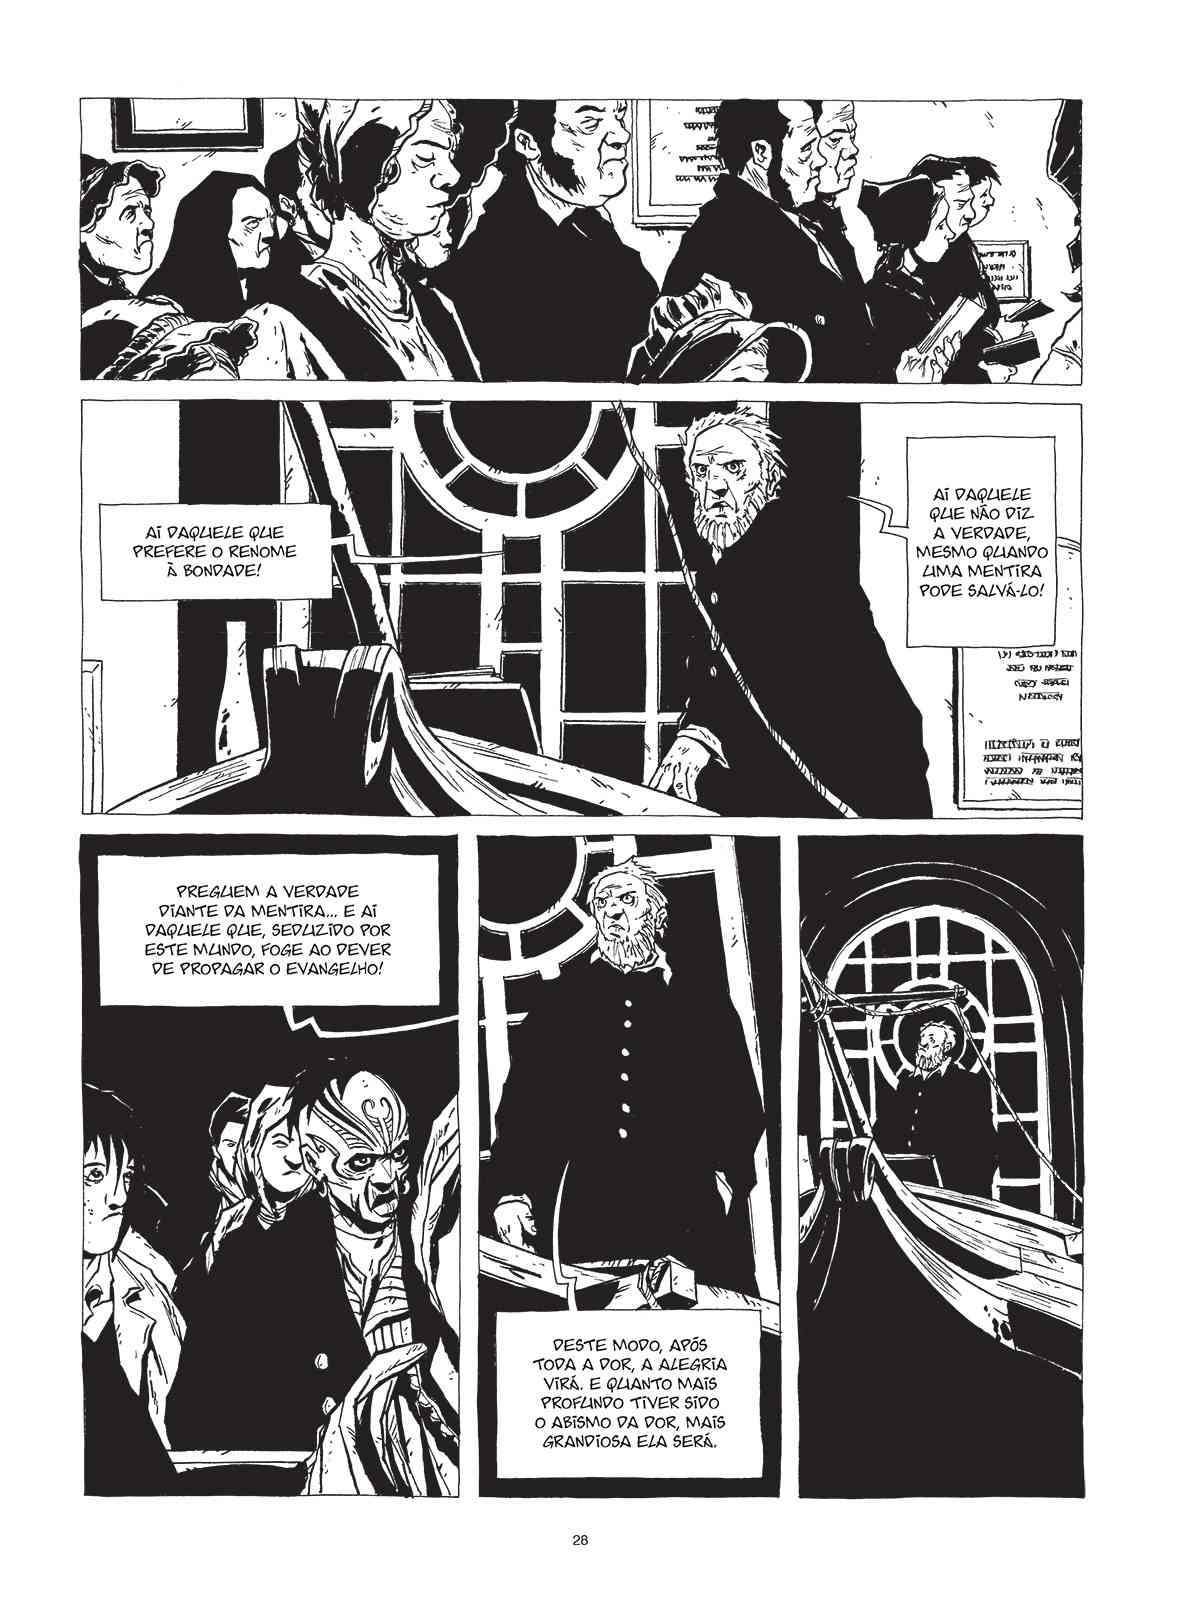 AI DAQUELE QUE
PREFERE O RENOME
À BONDADE!
AI DAQUELE
QUE NÃO DIZ
A VERDADE,
MESMO QUANDO
UMA MENTIRA
PODE SALVÁ-LO!
PREGUEM A VERDADE
DIANTE DA MENTIRA... E AI
DAQUELE QUE, SEDUZIDO POR
ESTE MUNDO, FOGE AO DEVER
DE PROPAGAR O EVANGELHO!
DESTE MODO, APÓS
TODA A DOR, A ALEGRIA
VIRÁ. E QUANTO MAIS
PROFUNDO TIVER SIDO
O ABISMO DA DOR, MAIS
GRANDIOSA ELA SERÁ.
28